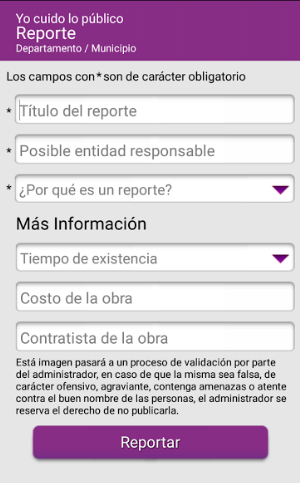 Yo cuido lo público
Reporte
Departamento / Municipio
Los campos con * son de carácter obligatorio
* Título del reporte
* Posible entidad responsable
* ¿Por qué es un reporte?
Más Información
Tiempo de existencia
Costo de la obra
Contratista de la obra
Está imagen pasará a un proceso de validación por parte
del administrador, en caso de que la misma sea falsa, de
carácter ofensivo, agraviante, contenga amenazas o atente
contra el buen nombre de las personas, el administrador se
reserva el derecho de no publicarla.
Reportar